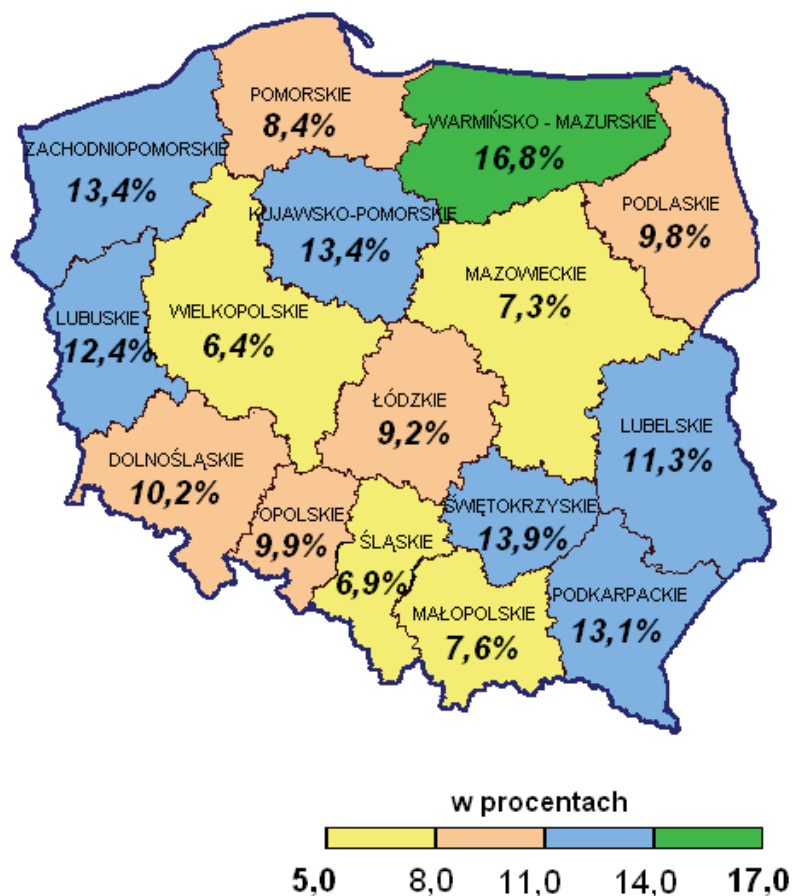 POMORSKIE
8,4%
WARMIŃSKO - MAZURSKIE
16,8%
ZACHODNIOPOMORSKIE
13,4%
KUJAWSKO-POMORSKIE
13,4%
PODLASKIE
9,8%
MAZOWIECKIE
7,3%
LUBUSKIE
12,4%
WIELKOPOLSKIE
6,4%
ŁÓDZKIE
9,2%
LUBELSKIE
11,3%
DOLNOŚLĄSKIE
10,2%
OPOLSKIE
9,9%
ŚLĄSKIE
6,9%
ŚWIĘTOKRZYSKIE
13,9%
MAŁOPOLSKIE
7,6%
PODKARPACKIE
13,1%
w procentach
5,0 8,0 11,0 14,0 17,0